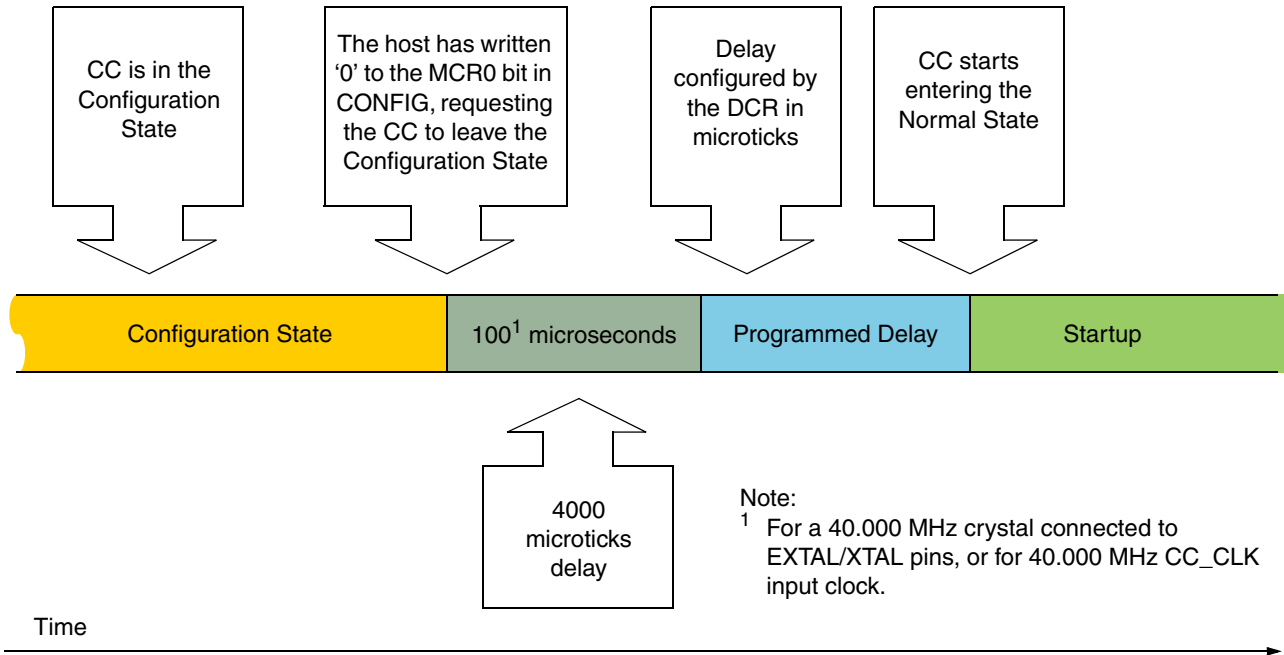 CC is in the
Configuration
State
The host has written
‘0’ to the MCR0 bit in
CONFIG, requesting
the CC to leave the
Configuration State
Delay
configured by
the DCR in
microticks
CC starts
entering the
Normal State
Configuration State
100¹ microseconds
Programmed Delay
Startup
4000
microticks
delay
Note:
¹ For a 40.000 MHz crystal connected to
EXTAL/XTAL pins, or for 40.000 MHz CC_CLK
input clock.
Time